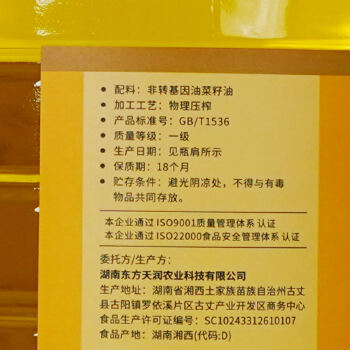 • 配料：非转基因油菜籽油
• 加工工艺：物理压榨
• 产品标准号：GB/T1536
• 质量等级：一级
• 生产日期：见瓶肩所示
• 保质期：18个月
• 贮存条件：避光阴凉处，不得与有毒
物品共同存放。
本企业通过ISO9001质量管理体系认证
本企业通过ISO22000食品安全管理体系认证
委托方/生产方：
湖南东方天润农业科技有限公司
生产地址：湖南省湘西土家族苗族自治州古丈
县古阳镇罗依溪片区古丈产业开发区商务中心
食品生产许可证编号：SC10243312610107
食品产地：湖南湘西(代码:D)